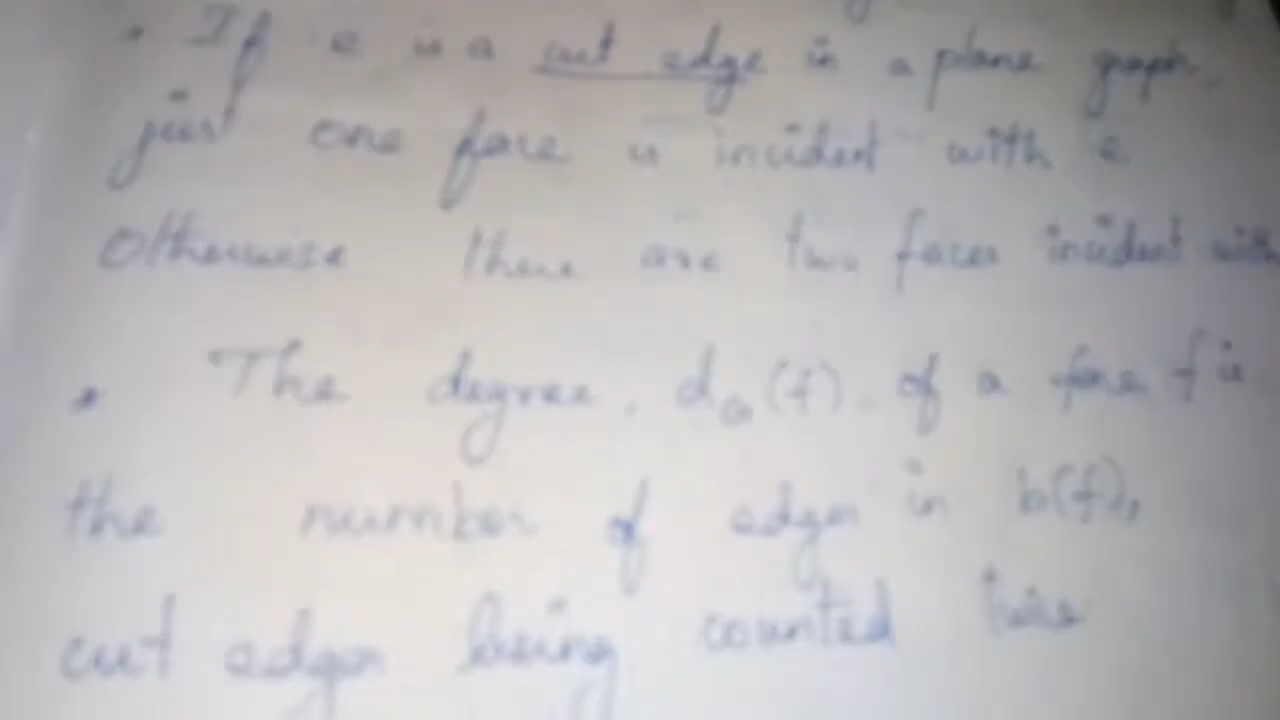 • If e is a cut edge in a plane graph,
just one face is incident with e
Otherwise there are two faces incident with
* The degree, dG(f) of a face f is
the number of edges in b(f),
cut edges being counted